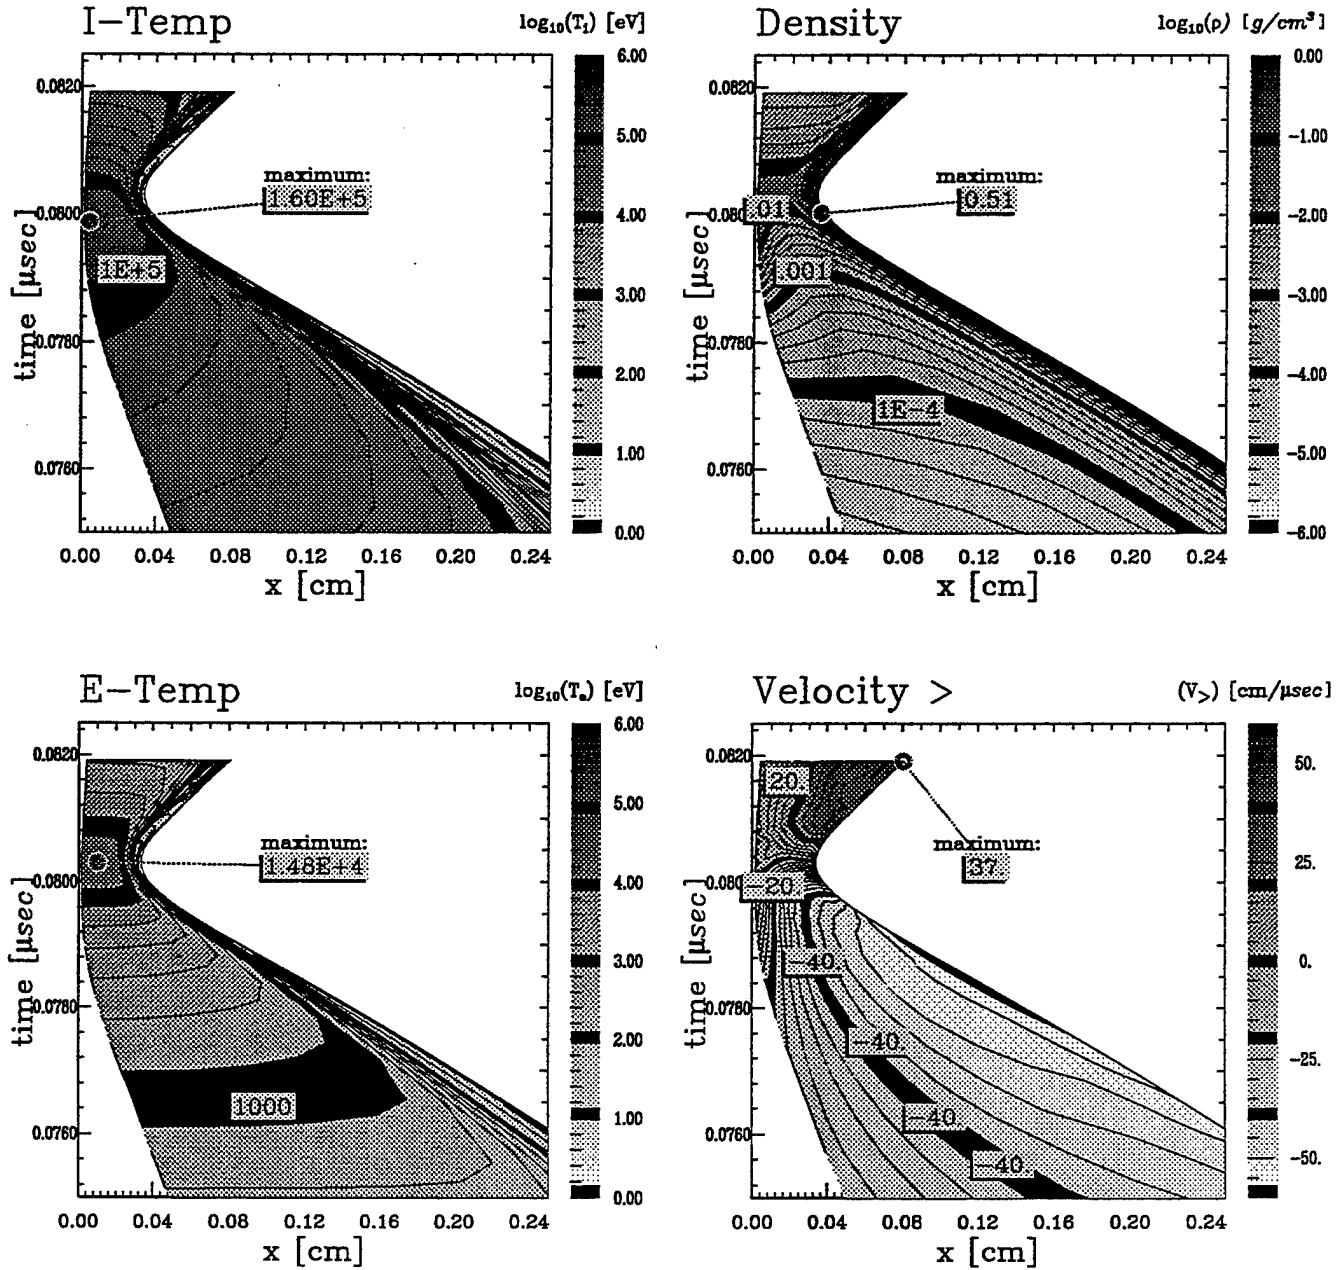 I-Temp log₁₀(Tᵢ) [eV]
0.0820
0.0800
0.0780
0.0760
time [μsec]
maximum:
1.60E+5
1E+5
6.00
5.00
4.00
3.00
2.00
1.00
0.00
0.00 0.04 0.08 0.12 0.16 0.20 0.24
x [cm]
Density log₁₀(ρ) [g/cm³]
0.0820
0.0780
0.0760
time [μsec]
maximum:
0.51
.01
.001
1E-4
0.00
-1.00
-2.00
-3.00
-4.00
-5.00
-6.00
0.00 0.04 0.08 0.12 0.16 0.20 0.24
x [cm]
E-Temp log₁₀(Tₑ) [eV]
0.0820
0.0800
0.0780
0.0760
time [μsec]
maximum:
1.48E+4
1000
6.00
5.00
4.00
3.00
2.00
1.00
0.00
0.00 0.04 0.08 0.12 0.16 0.20 0.24
x [cm]
Velocity > (V>) [cm/μsec]
0.0820
0.0780
0.0760
time [μsec]
20.
maximum:
37
-20.
-40.
-40.
-40.
-40.
50.
25.
0.
-25.
-50.
0.00 0.04 0.08 0.12 0.16 0.20 0.24
x [cm]